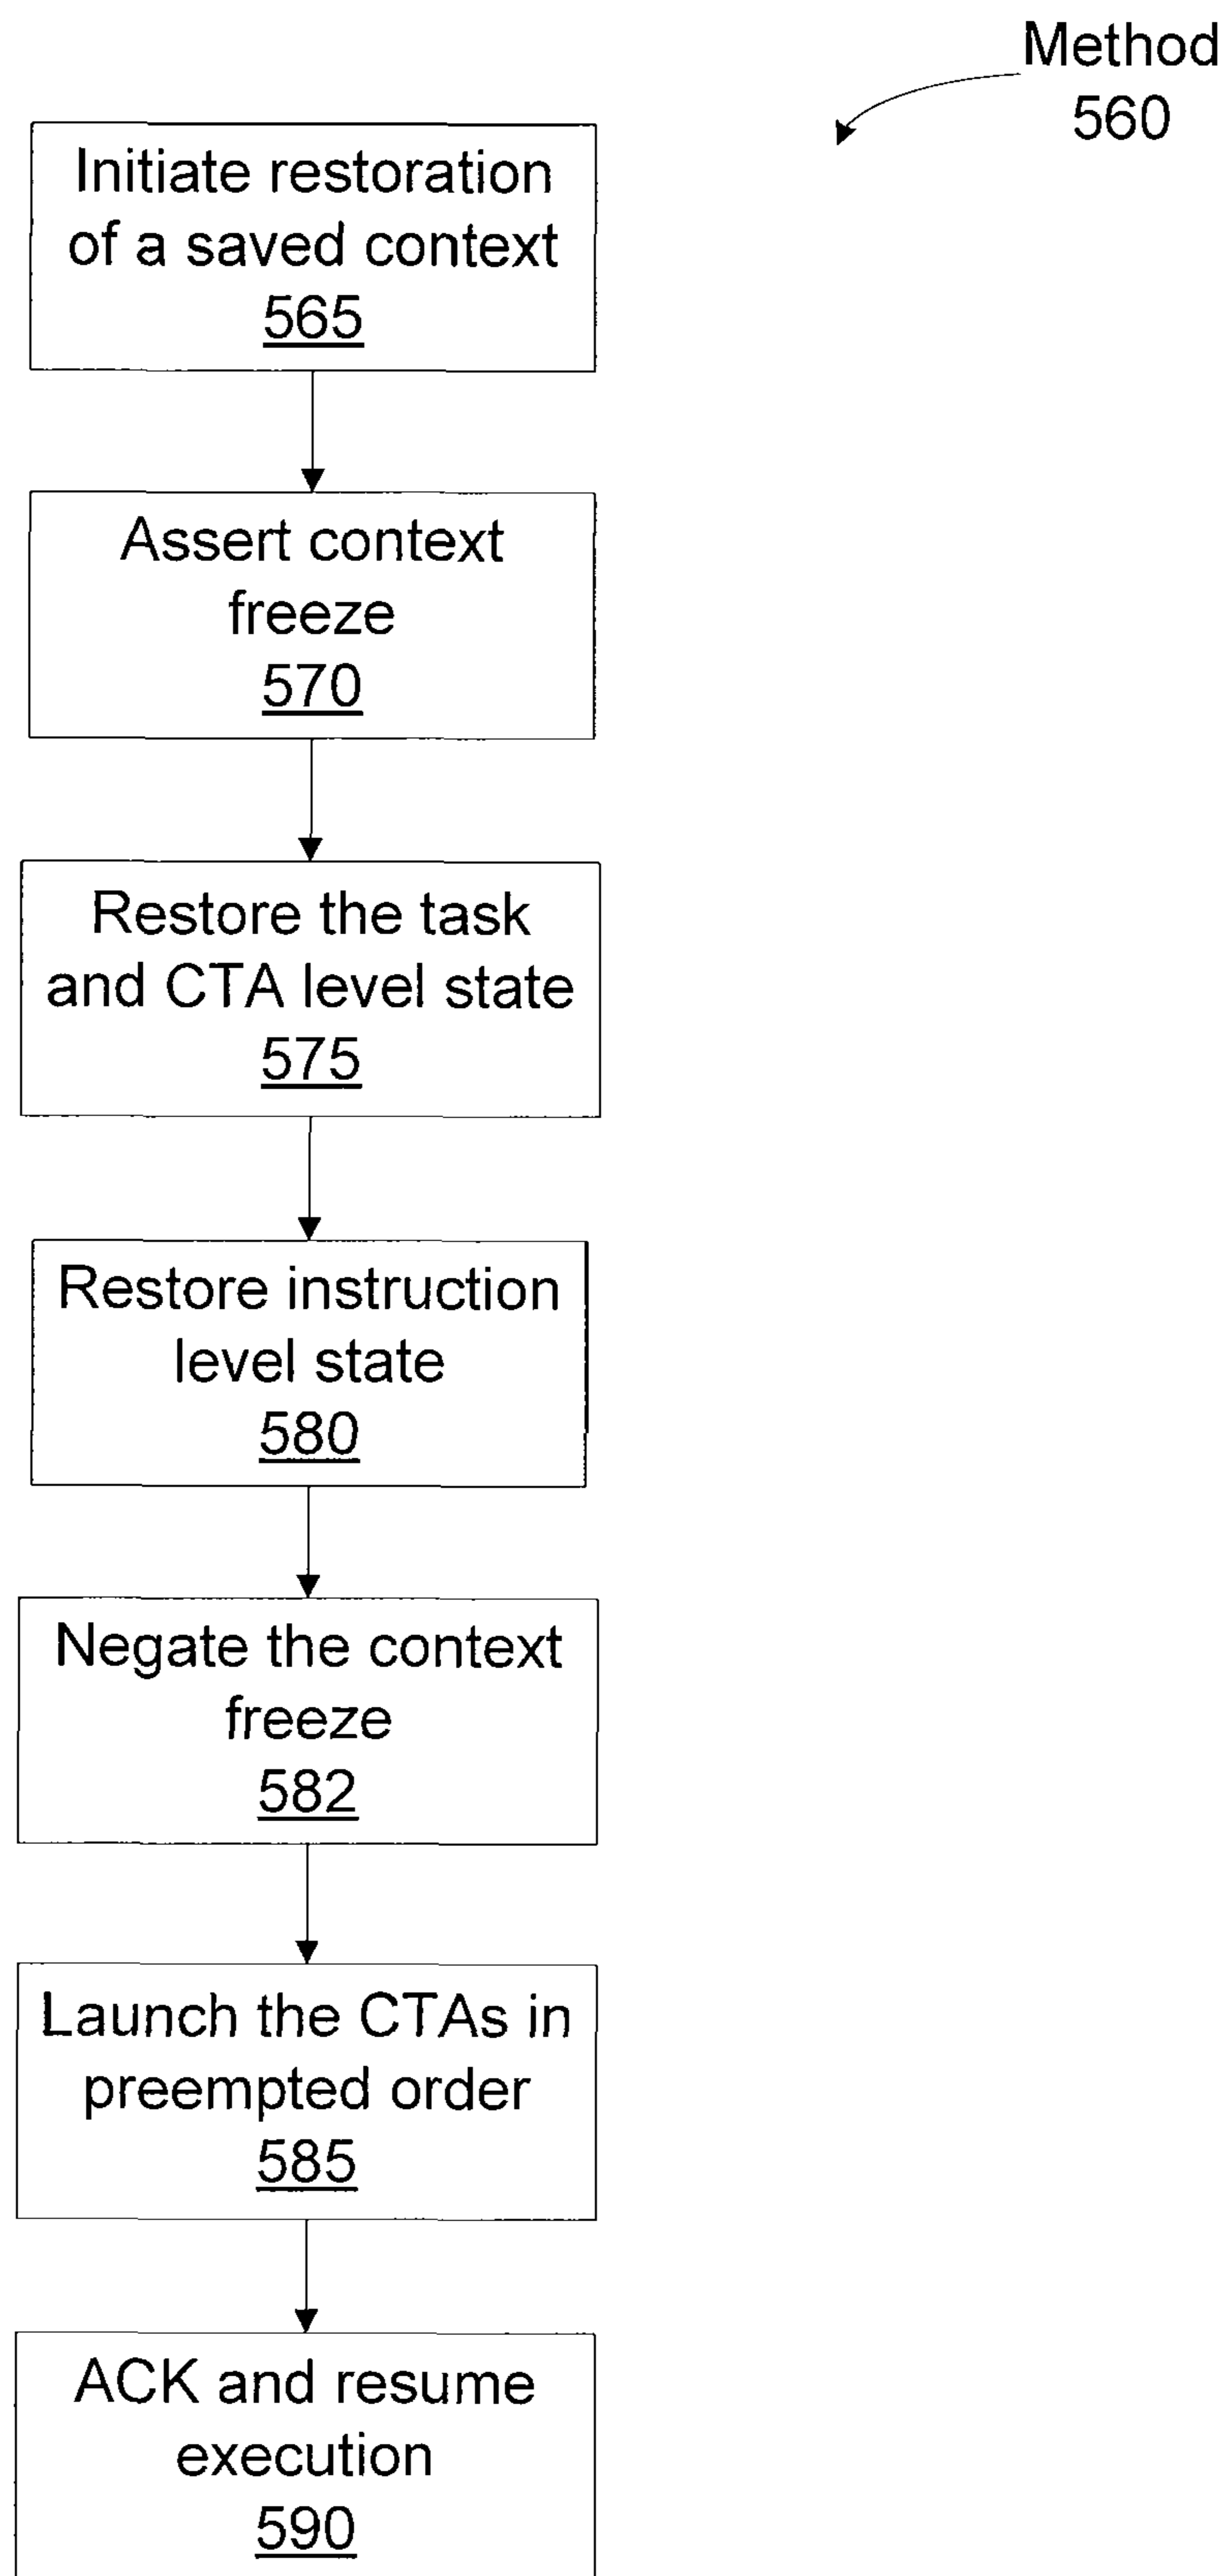 Method
560
Initiate restoration
of a saved context
565
Assert context
freeze
570
Restore the task
and CTA level state
575
Restore instruction
level state
580
Negate the context
freeze
582
Launch the CTAs in
preempted order
585
ACK and resume
execution
590